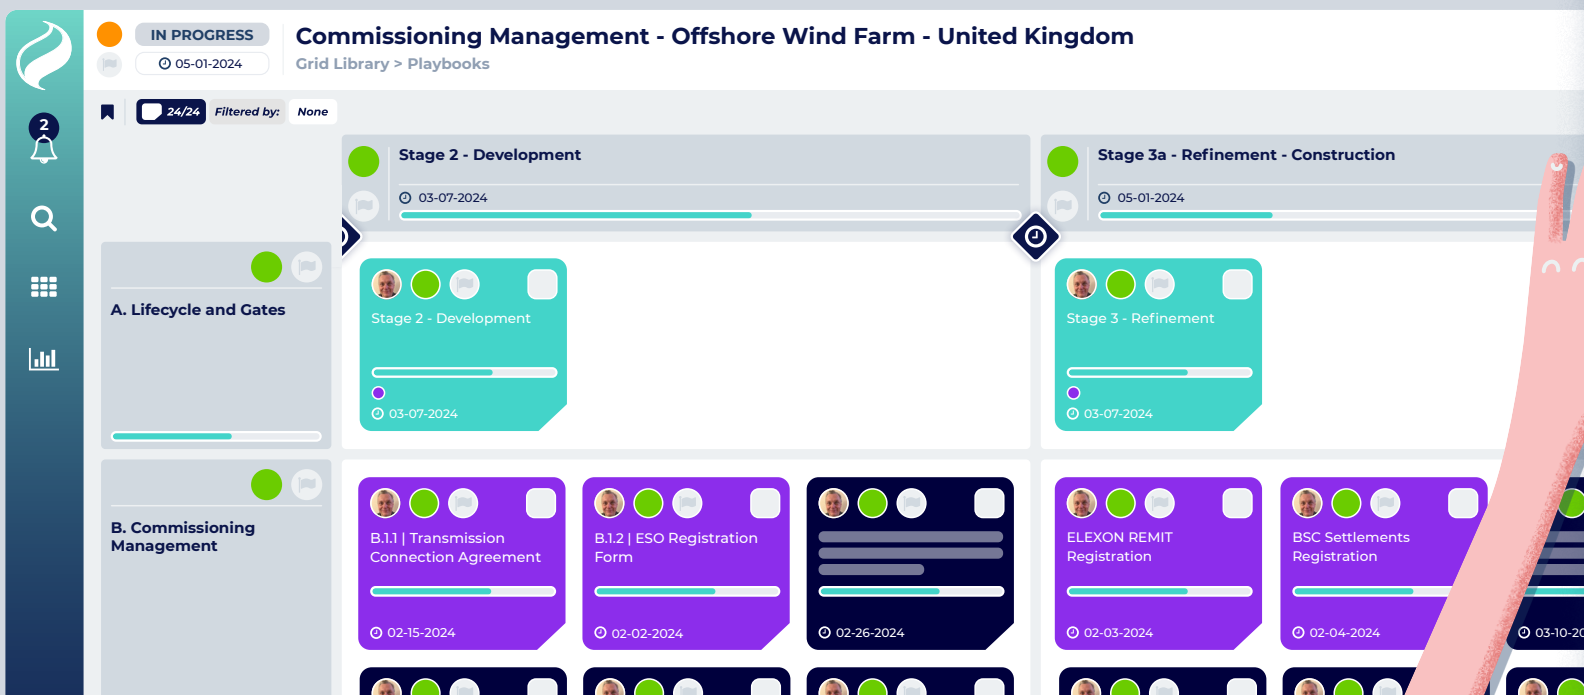 IN PROGRESS
05-01-2024
Commissioning Management - Offshore Wind Farm - United Kingdom
Grid Library > Playbooks
2
24/24
Filtered by:
None
Stage 2 - Development
03-07-2024
Stage 3a - Refinement - Construction
05-01-2024
A. Lifecycle and Gates
Stage 2 - Development
03-07-2024
Stage 3 - Refinement
03-07-2024
B. Commissioning
Management
B.1.1 | Transmission
Connection Agreement
02-15-2024
B.1.2 | ESO Registration
Form
02-02-2024
02-26-2024
ELEXON REMIT
Registration
02-03-2024
BSC Settlements
Registration
02-04-2024